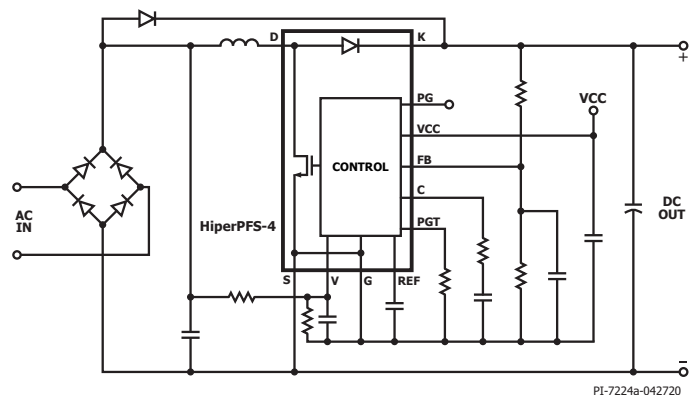 D
K
PG
VCC
VCC
CONTROL
FB
C
PGT
AC
IN
HiperPFS-4
DC
OUT
S
V
G
REF
+
−
PI-7224a-042720